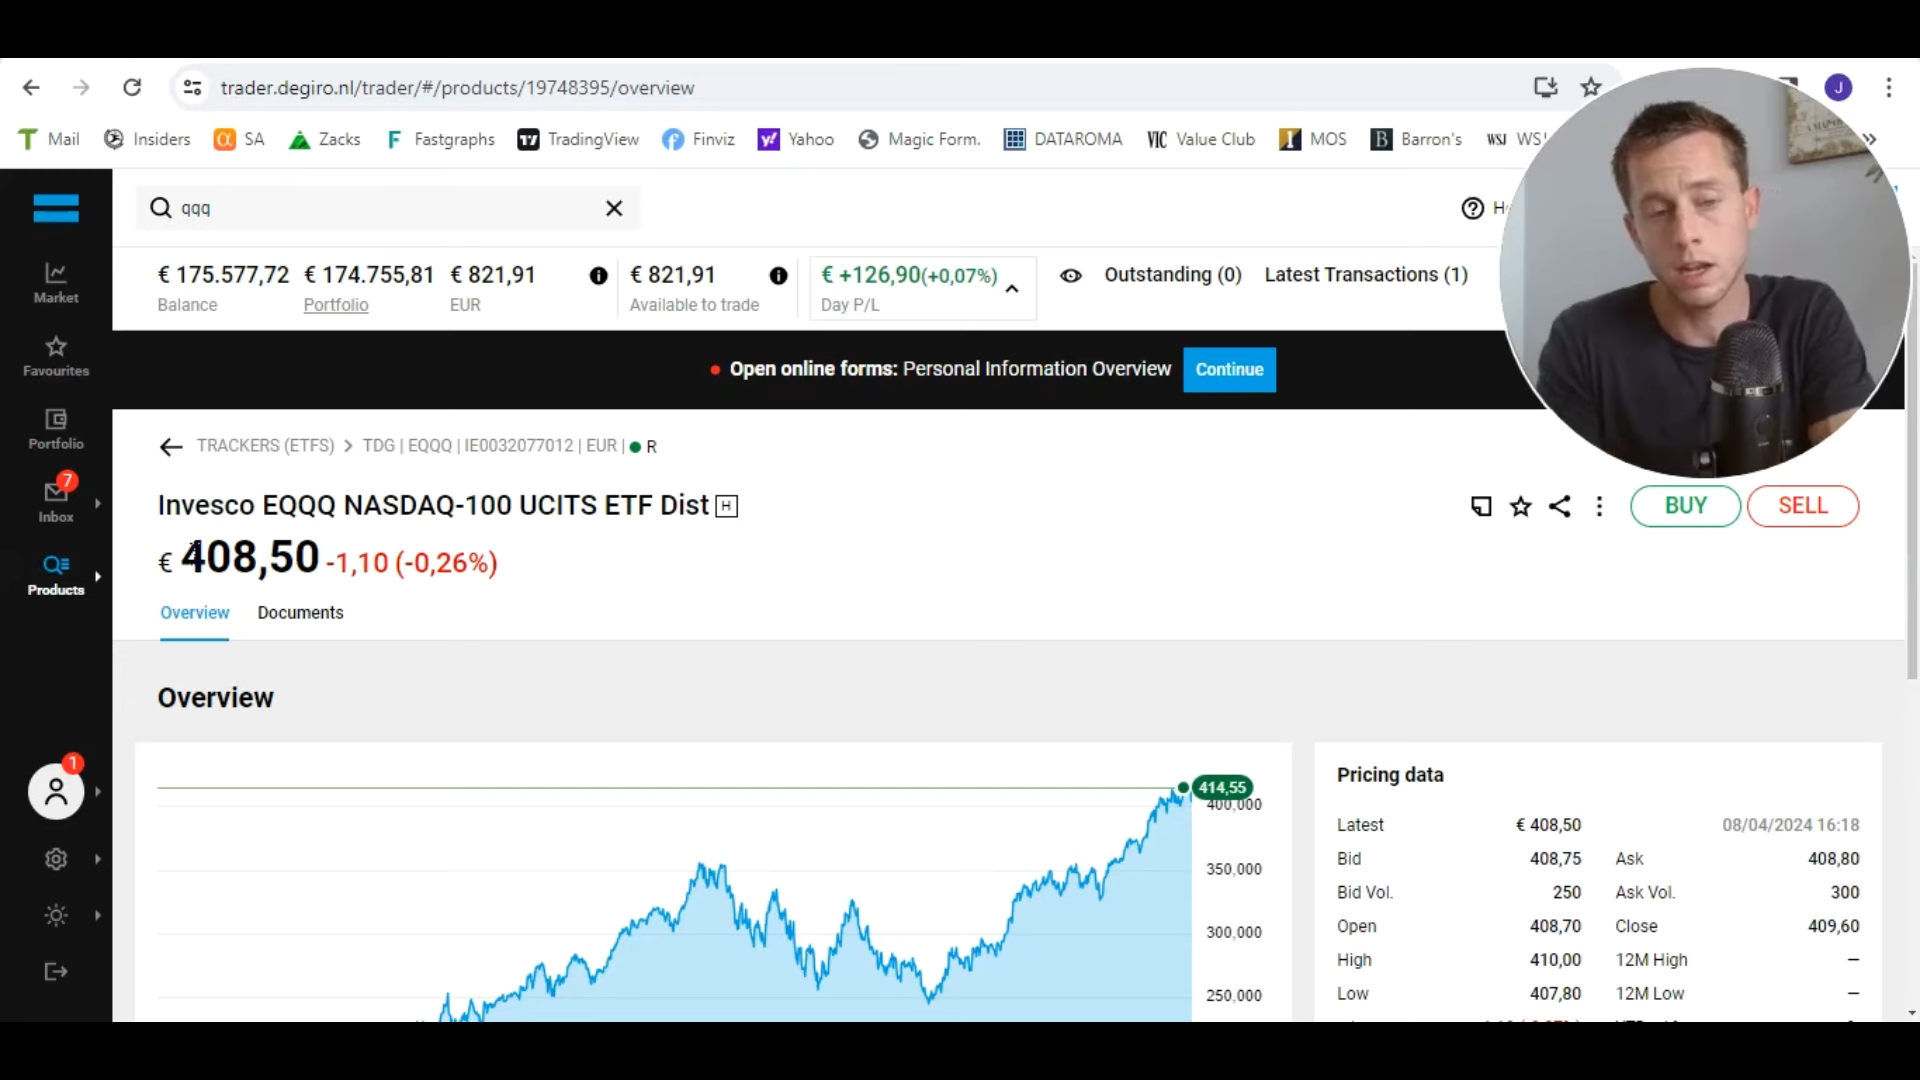 trader.degiro.nl/trader/#/products/19748395/overview
J
Mail Insiders SA Zacks Fastgraphs TradingView Finviz Yahoo Magic Form. DATAROMA VIC Value Club MOS Barron's WSJ WS
qqq
€ 175.577,72 € 174.755,81 € 821,91 € 821,91 € +126,90(+0,07%) Outstanding (0) Latest Transactions (1)
Balance Portfolio EUR Available to trade Day P/L
Market
Favourites
Portfolio
7
Inbox
Products
1
Open online forms: Personal Information Overview Continue
TRACKERS (ETFS) > TDG | EQQQ | IE0032077012 | EUR | R
Invesco EQQQ NASDAQ-100 UCITS ETF Dist H
BUY SELL
€ 408,50 -1,10 (-0,26%)
Overview Documents
Overview
414,55
400,000
350,000
300,000
250,000
Pricing data
Latest € 408,50 08/04/2024 16:18
Bid 408,75 Ask 408,80
Bid Vol. 250 Ask Vol. 300
Open 408,70 Close 409,60
High 410,00 12M High –
Low 407,80 12M Low –